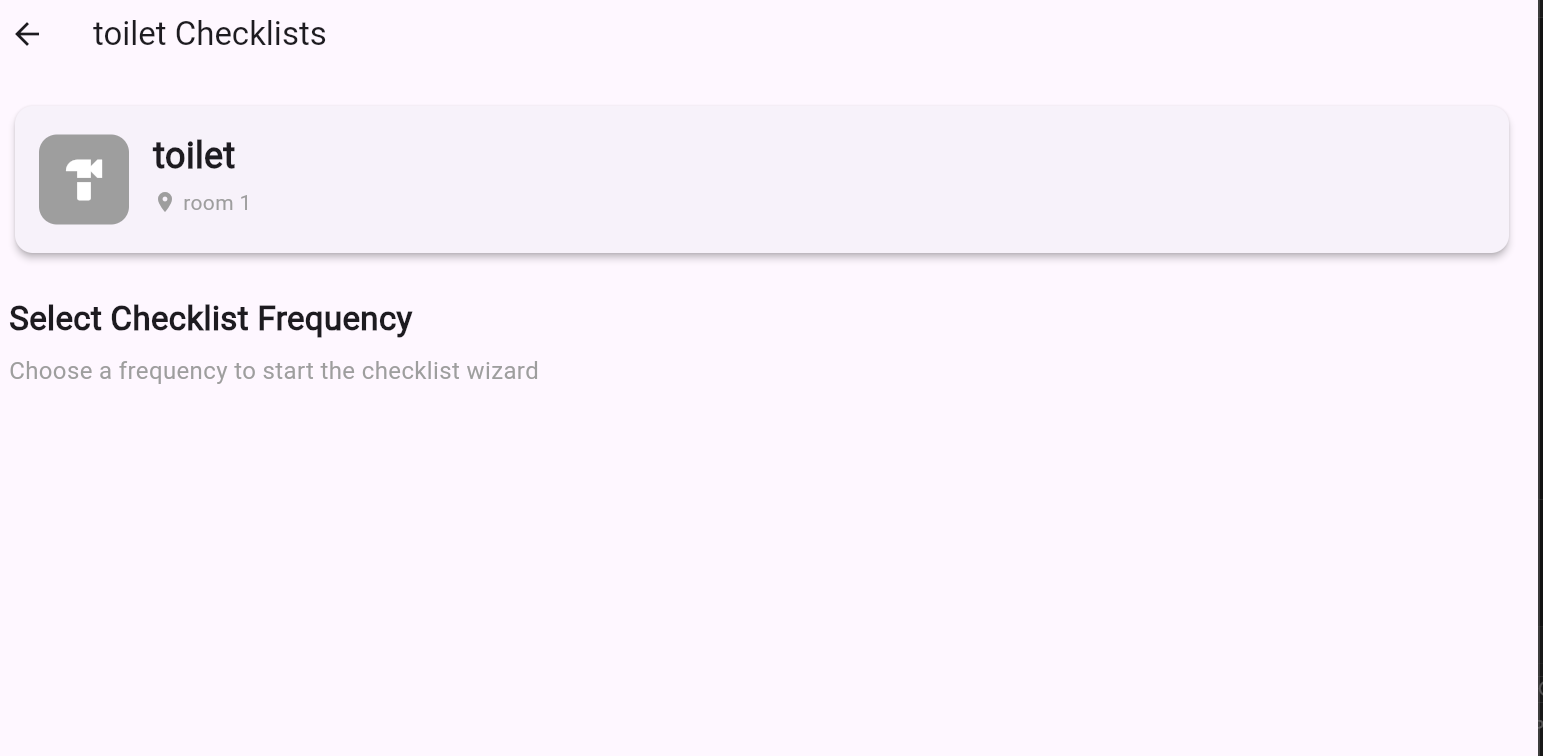 toilet Checklists
toilet
room 1
Select Checklist Frequency
Choose a frequency to start the checklist wizard